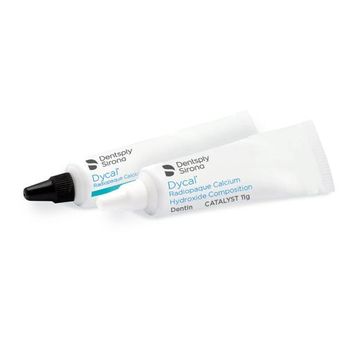 Dentsply
Sirona
Dycal®
Radiopaque Calcium
Dentsply
Sirona
Dycal®
Radiopaque Calcium
Hydroxide Composition
Dentin CATALYST 11g